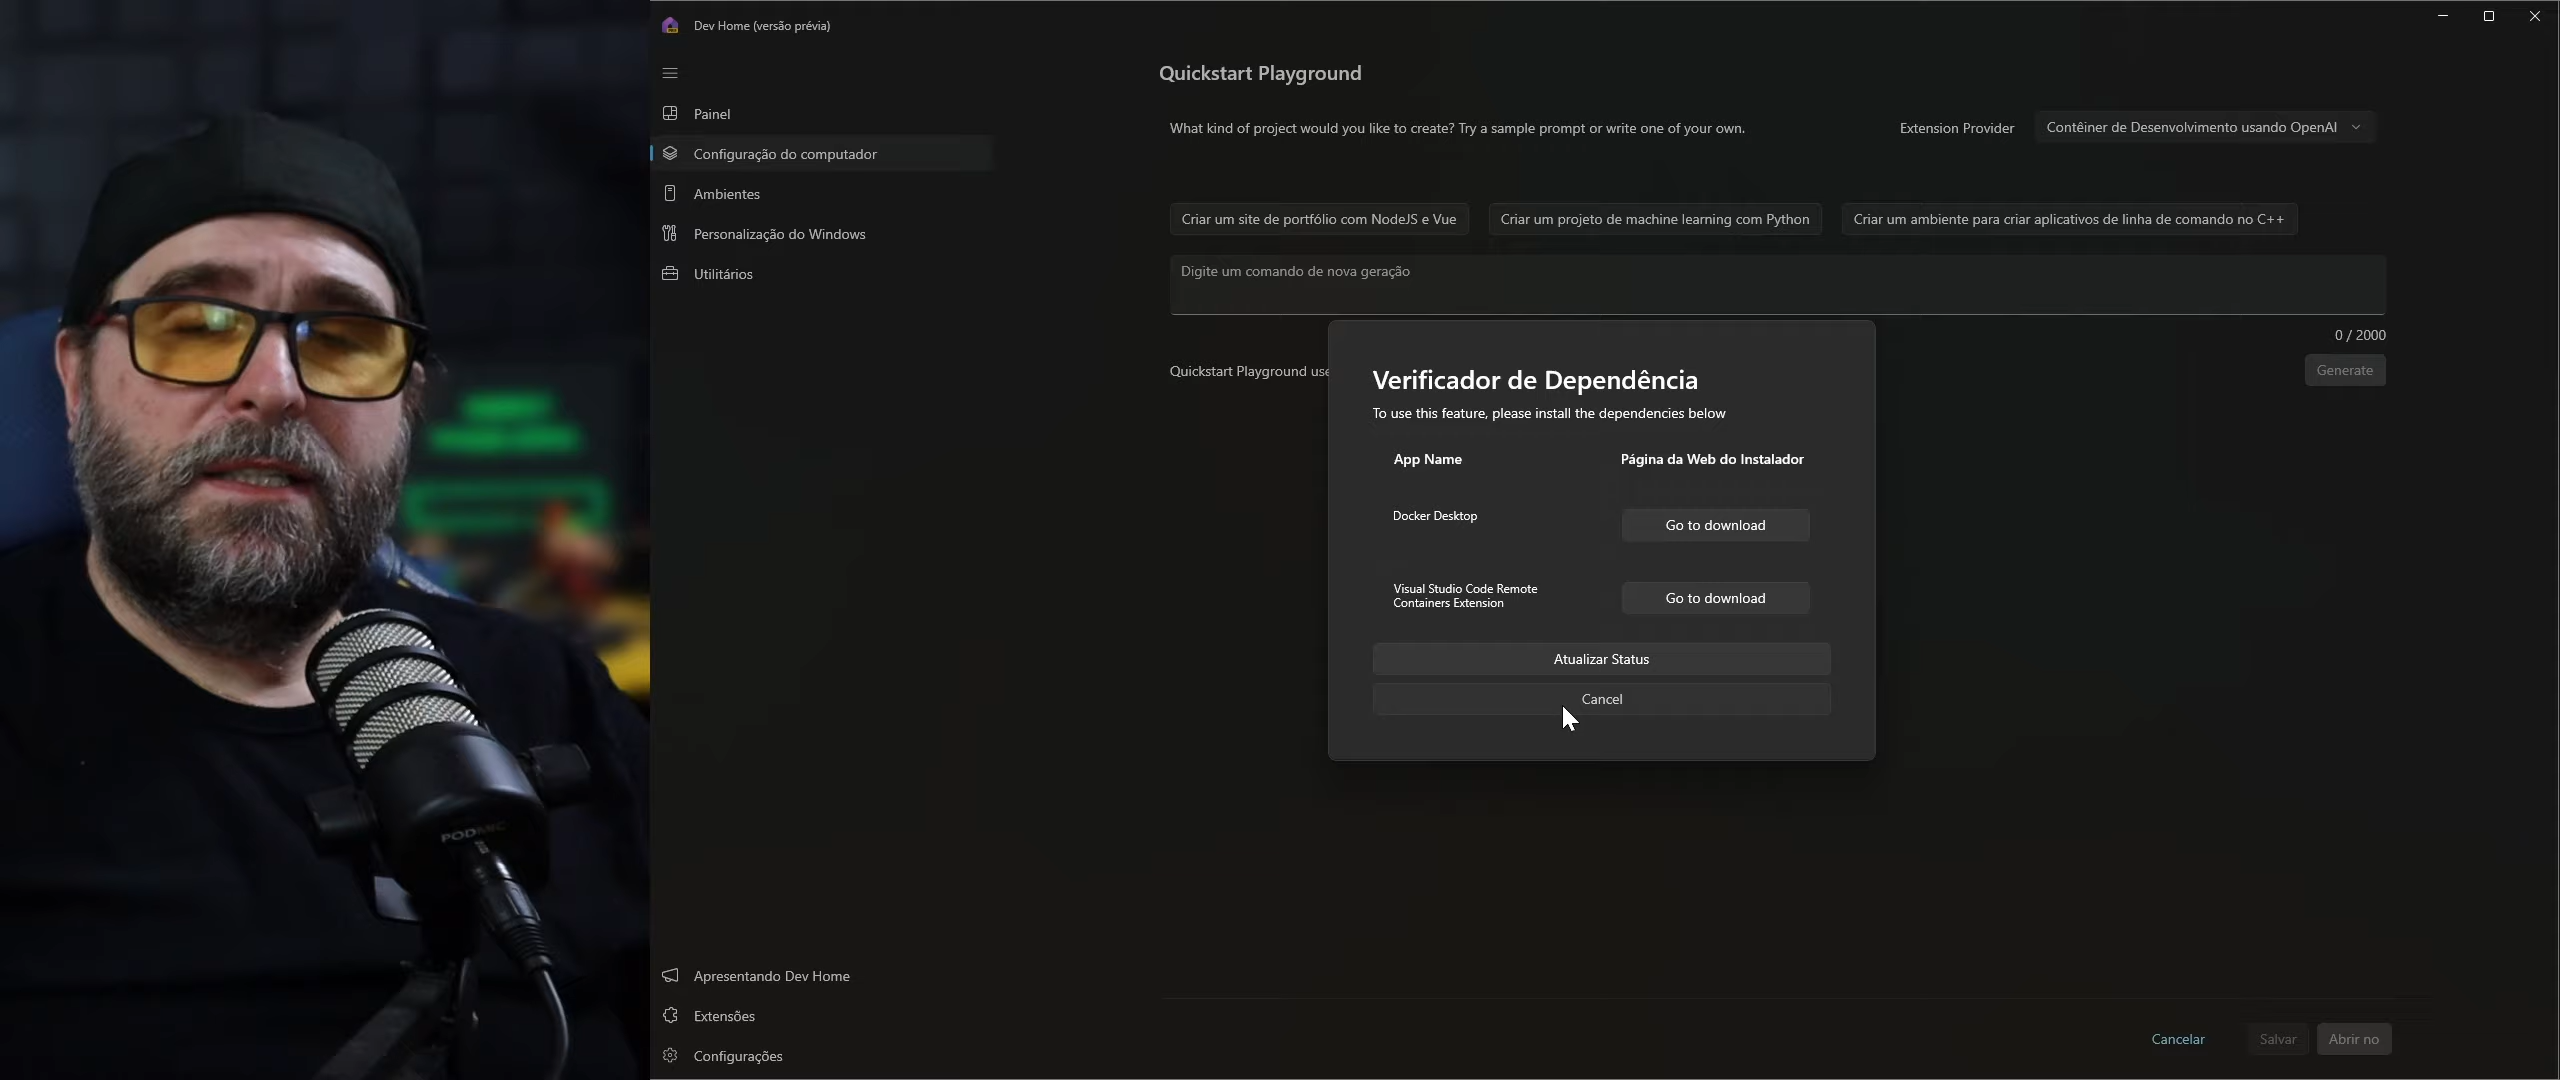 Dev Home (versão prévia)
Painel
Configuração do computador
Ambientes
Personalização do Windows
Utilitários
Quickstart Playground
What kind of project would you like to create? Try a sample prompt or write one of your own.
Extension Provider
Contêiner de Desenvolvimento usando OpenAI
Criar um site de portfólio com NodeJS e Vue
Criar um projeto de machine learning com Python
Criar um ambiente para criar aplicativos de linha de comando no C++
Digite um comando de nova geração
0 / 2000
Quickstart Playground use
Generate
Verificador de Dependência
To use this feature, please install the dependencies below
App Name
Página da Web do Instalador
Docker Desktop
Go to download
Visual Studio Code Remote
Containers Extension
Go to download
Atualizar Status
Cancel
PODMIC
Apresentando Dev Home
Extensões
Configurações
Cancelar
Salvar
Abrir no